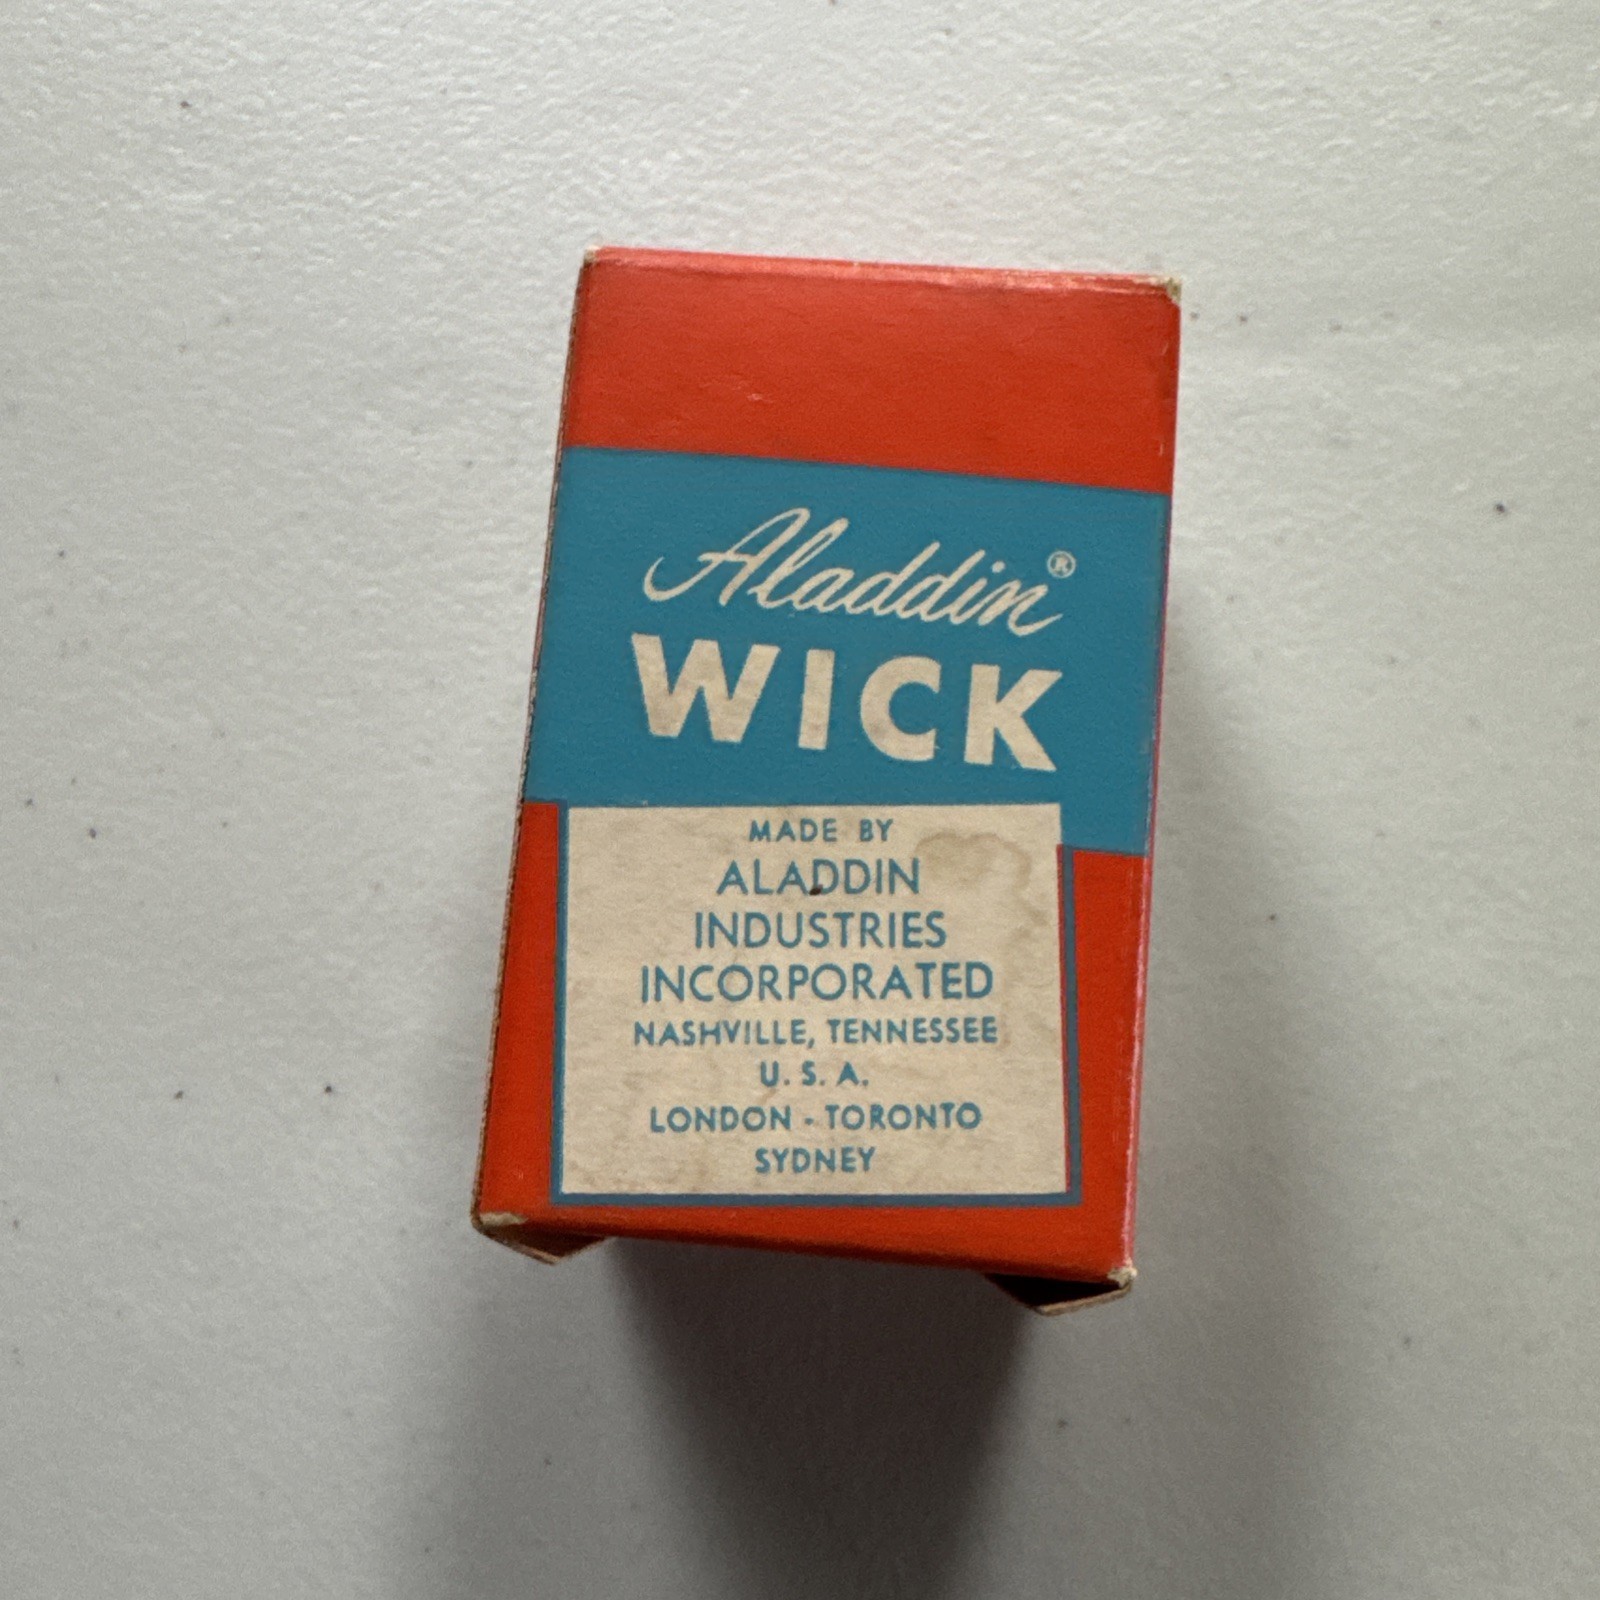 Aladdin®
WICK
MADE BY
ALADDIN
INDUSTRIES
INCORPORATED
NASHVILLE, TENNESSEE
U. S. A.
LONDON - TORONTO
SYDNEY